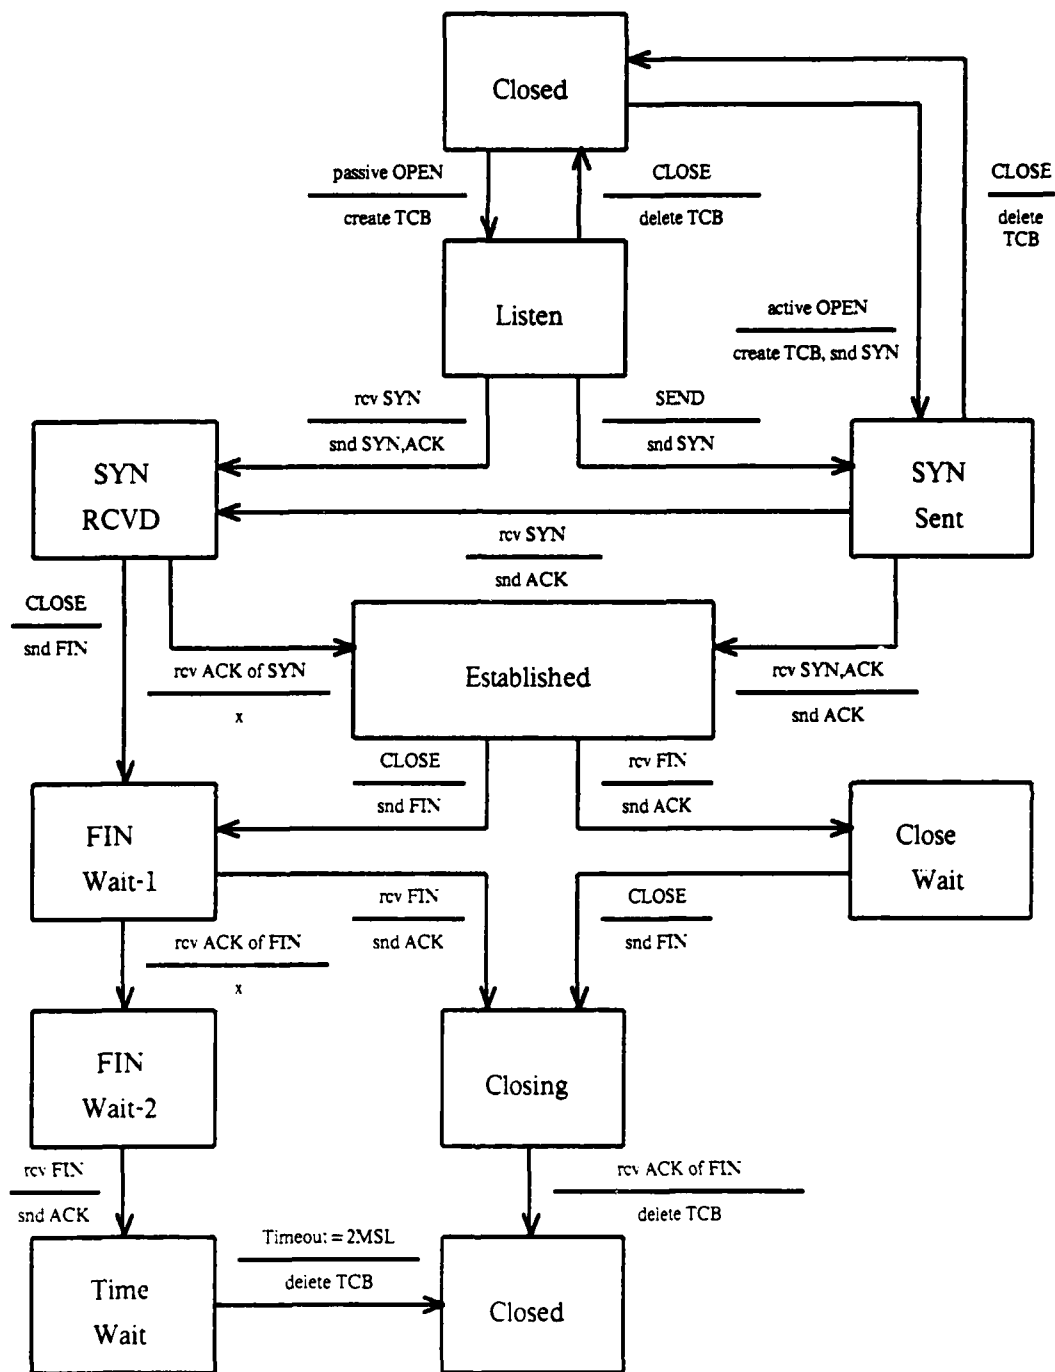 Closed
passive OPEN
create TCB
CLOSE
delete TCB
CLOSE
delete
TCB
Listen
active OPEN
create TCB, snd SYN
rcv SYN
snd SYN,ACK
SEND
snd SYN
SYN
RCVD
SYN
Sent
rcv SYN
snd ACK
CLOSE
snd FIN
rcv ACK of SYN
x
Established
rcv SYN,ACK
snd ACK
CLOSE
snd FIN
rcv FIN
snd ACK
FIN
Wait-1
Close
Wait
rcv FIN
snd ACK
CLOSE
snd FIN
rcv ACK of FIN
x
FIN
Wait-2
Closing
rcv FIN
snd ACK
rcv ACK of FIN
delete TCB
Timeout = 2MSL
delete TCB
Time
Wait
Closed